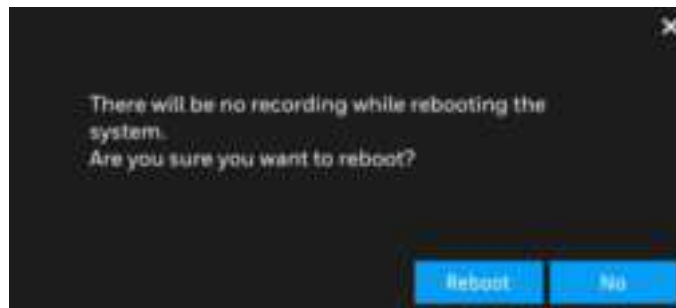 There will be no recording while rebooting the
system.
Are you sure you want to reboot?
Reboot
No